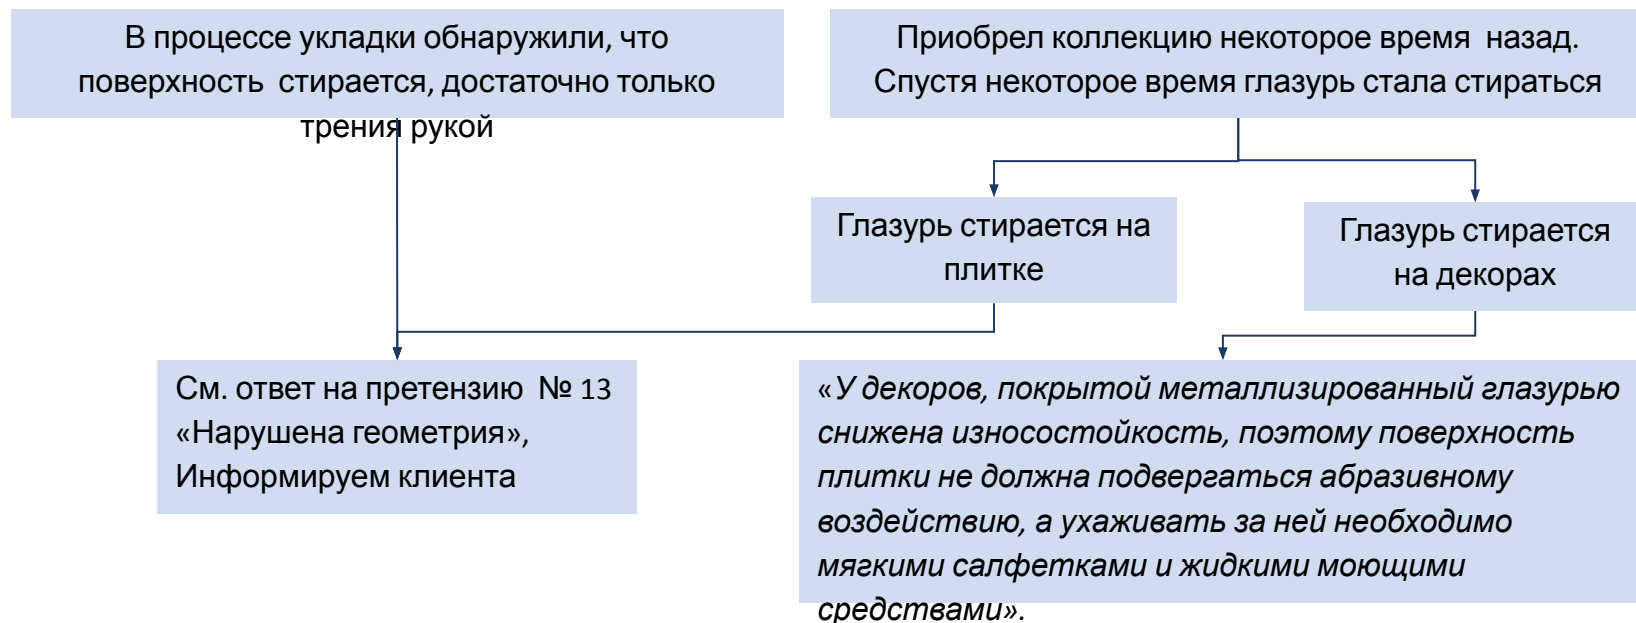 В процессе укладки обнаружили, что
поверхность стирается, достаточно только
трения рукой
Приобрел коллекцию некоторое время назад.
Спустя некоторое время глазурь стала стираться
Глазурь стирается на
плитке
Глазурь стирается
на декорах
См. ответ на претензию № 13
«Нарушена геометрия»,
Информируем клиента
«У декоров, покрытой металлизированный глазурью
снижена износостойкость, поэтому поверхность
плитки не должна подвергаться абразивному
воздействию, а ухаживать за ней необходимо
мягкими салфетками и жидкими моющими
средствами».